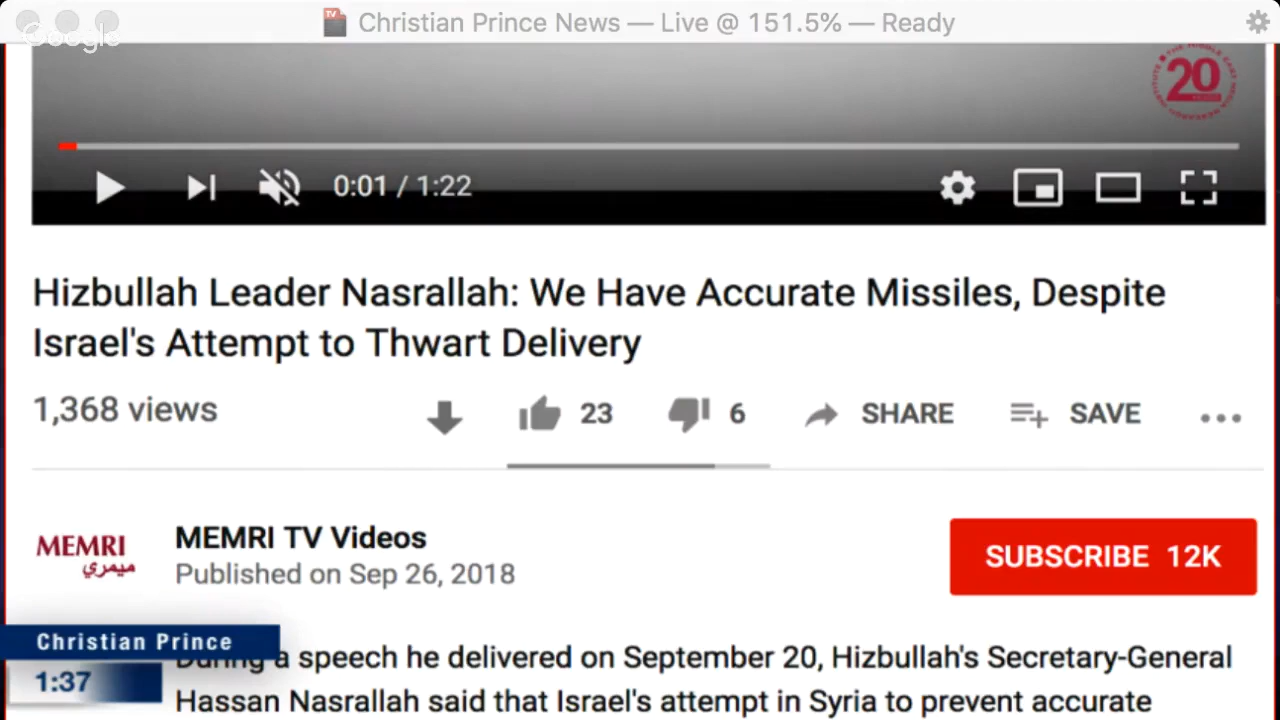 Christian Prince News — Live @ 151.5% — Ready
Google
20
0:01 / 1:22
Hizbullah Leader Nasrallah: We Have Accurate Missiles, Despite
Israel's Attempt to Thwart Delivery
1,368 views
23
6
SHARE
SAVE
MEMRI
ميمري
MEMRI TV Videos
Published on Sep 26, 2018
SUBSCRIBE 12K
Christian Prince
1:37
During a speech he delivered on September 20, Hizbullah's Secretary-General
Hassan Nasrallah said that Israel's attempt in Syria to prevent accurate